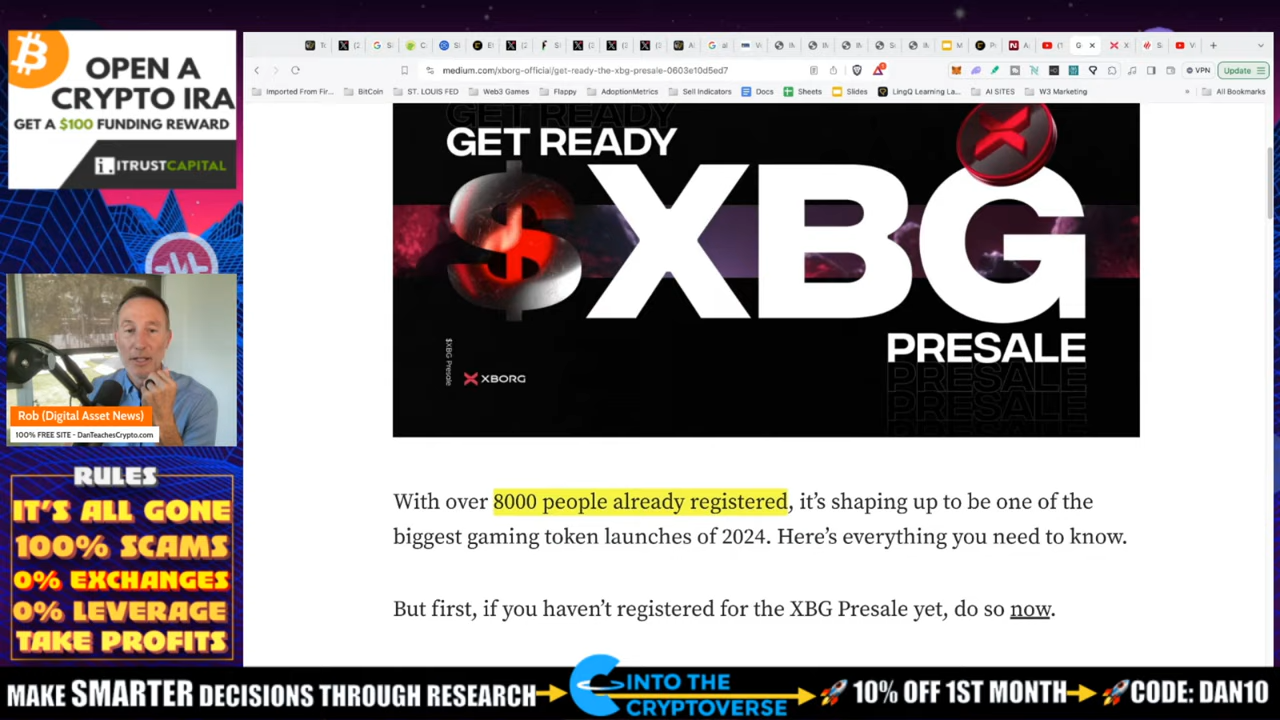 OPEN A
CRYPTO IRA
GET A $100 FUNDING REWARD
ITRUSTCAPITAL
medium.com/xborg-official/get-ready-the-xbg-presale-0603e10d5ed7
VPN
Update
Imported From Fir...
BitCoin
ST. LOUIS FED
Web3 Games
Flappy
AdoptionMetrics
Sell Indicators
Docs
Sheets
Slides
LingQ Learning La...
AI SITES
W3 Marketing
All Bookmarks
GET READY
$XBG
PRESALE
$XBG Presale
XBORG
With over 8000 people already registered, it’s shaping up to be one of the
biggest gaming token launches of 2024. Here’s everything you need to know.
But first, if you haven’t registered for the XBG Presale yet, do so now.
Rob (Digital Asset News)
100% FREE SITE - DanTeachesCrypto.com
RULES
IT'S ALL GONE
100% SCAMS
0% EXCHANGES
0% LEVERAGE
TAKE PROFITS
MAKE SMARTER DECISIONS THROUGH RESEARCH
INTO THE
CRYPTOVERSE
10% OFF 1ST MONTH
CODE: DAN10